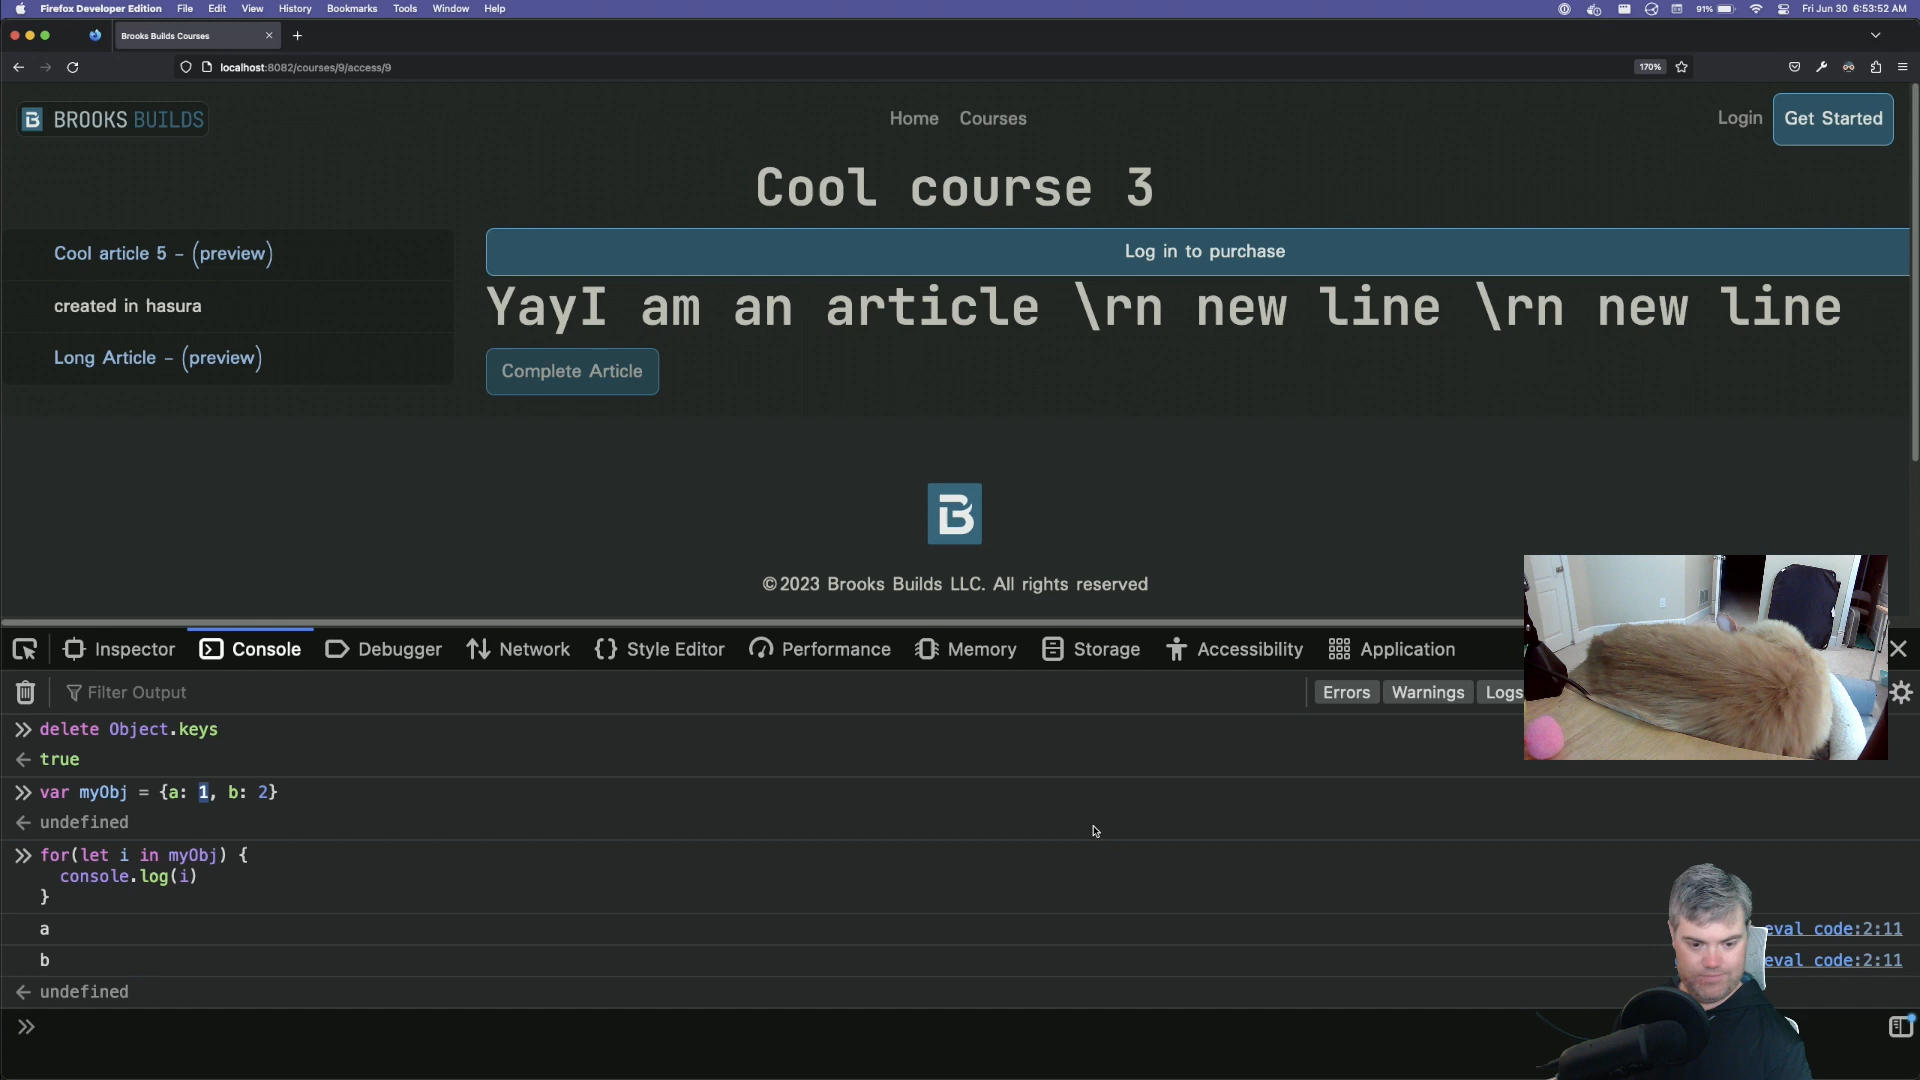 Firefox Developer Edition File Edit View History Bookmarks Tools Window Help 91% Fri Jun 30 6:53:52 AM
Brooks Builds Courses
localhost:8082/courses/9/access/9 170%
BROOKS BUILDS Home Courses Login Get Started
Cool course 3
Cool article 5 - (preview)
created in hasura
Long Article - (preview)
Log in to purchase
YayI am an article \rn new line \rn new line
Complete Article
©2023 Brooks Builds LLC. All rights reserved
Inspector Console Debugger Network Style Editor Performance Memory Storage Accessibility Application
Filter Output Errors Warnings Logs
delete Object.keys
true
var myObj = {a: 1, b: 2}
undefined
for(let i in myObj) {
console.log(i)
}
a eval code:2:11
b eval code:2:11
undefined